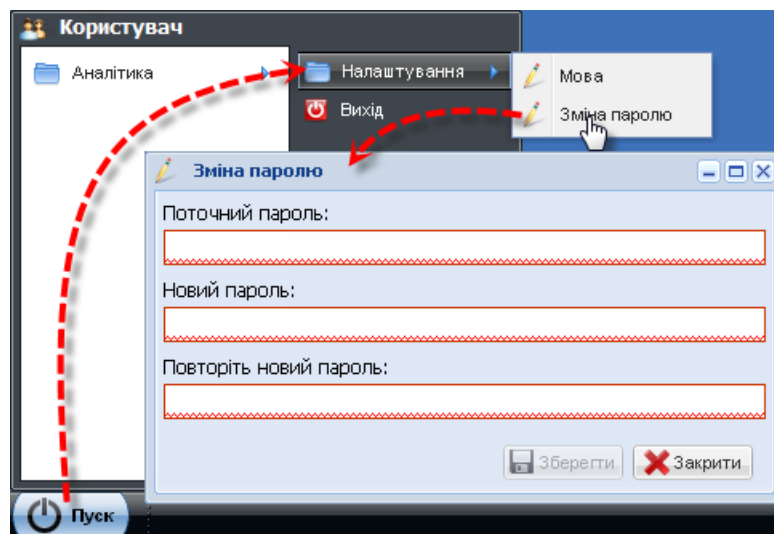 Користувач
Аналітика
Налаштування
Вихід
Мова
Зміна паролю
Зміна паролю
Поточний пароль:
Новий пароль:
Повторіть новий пароль:
Зберегти
Закрити
Пуск